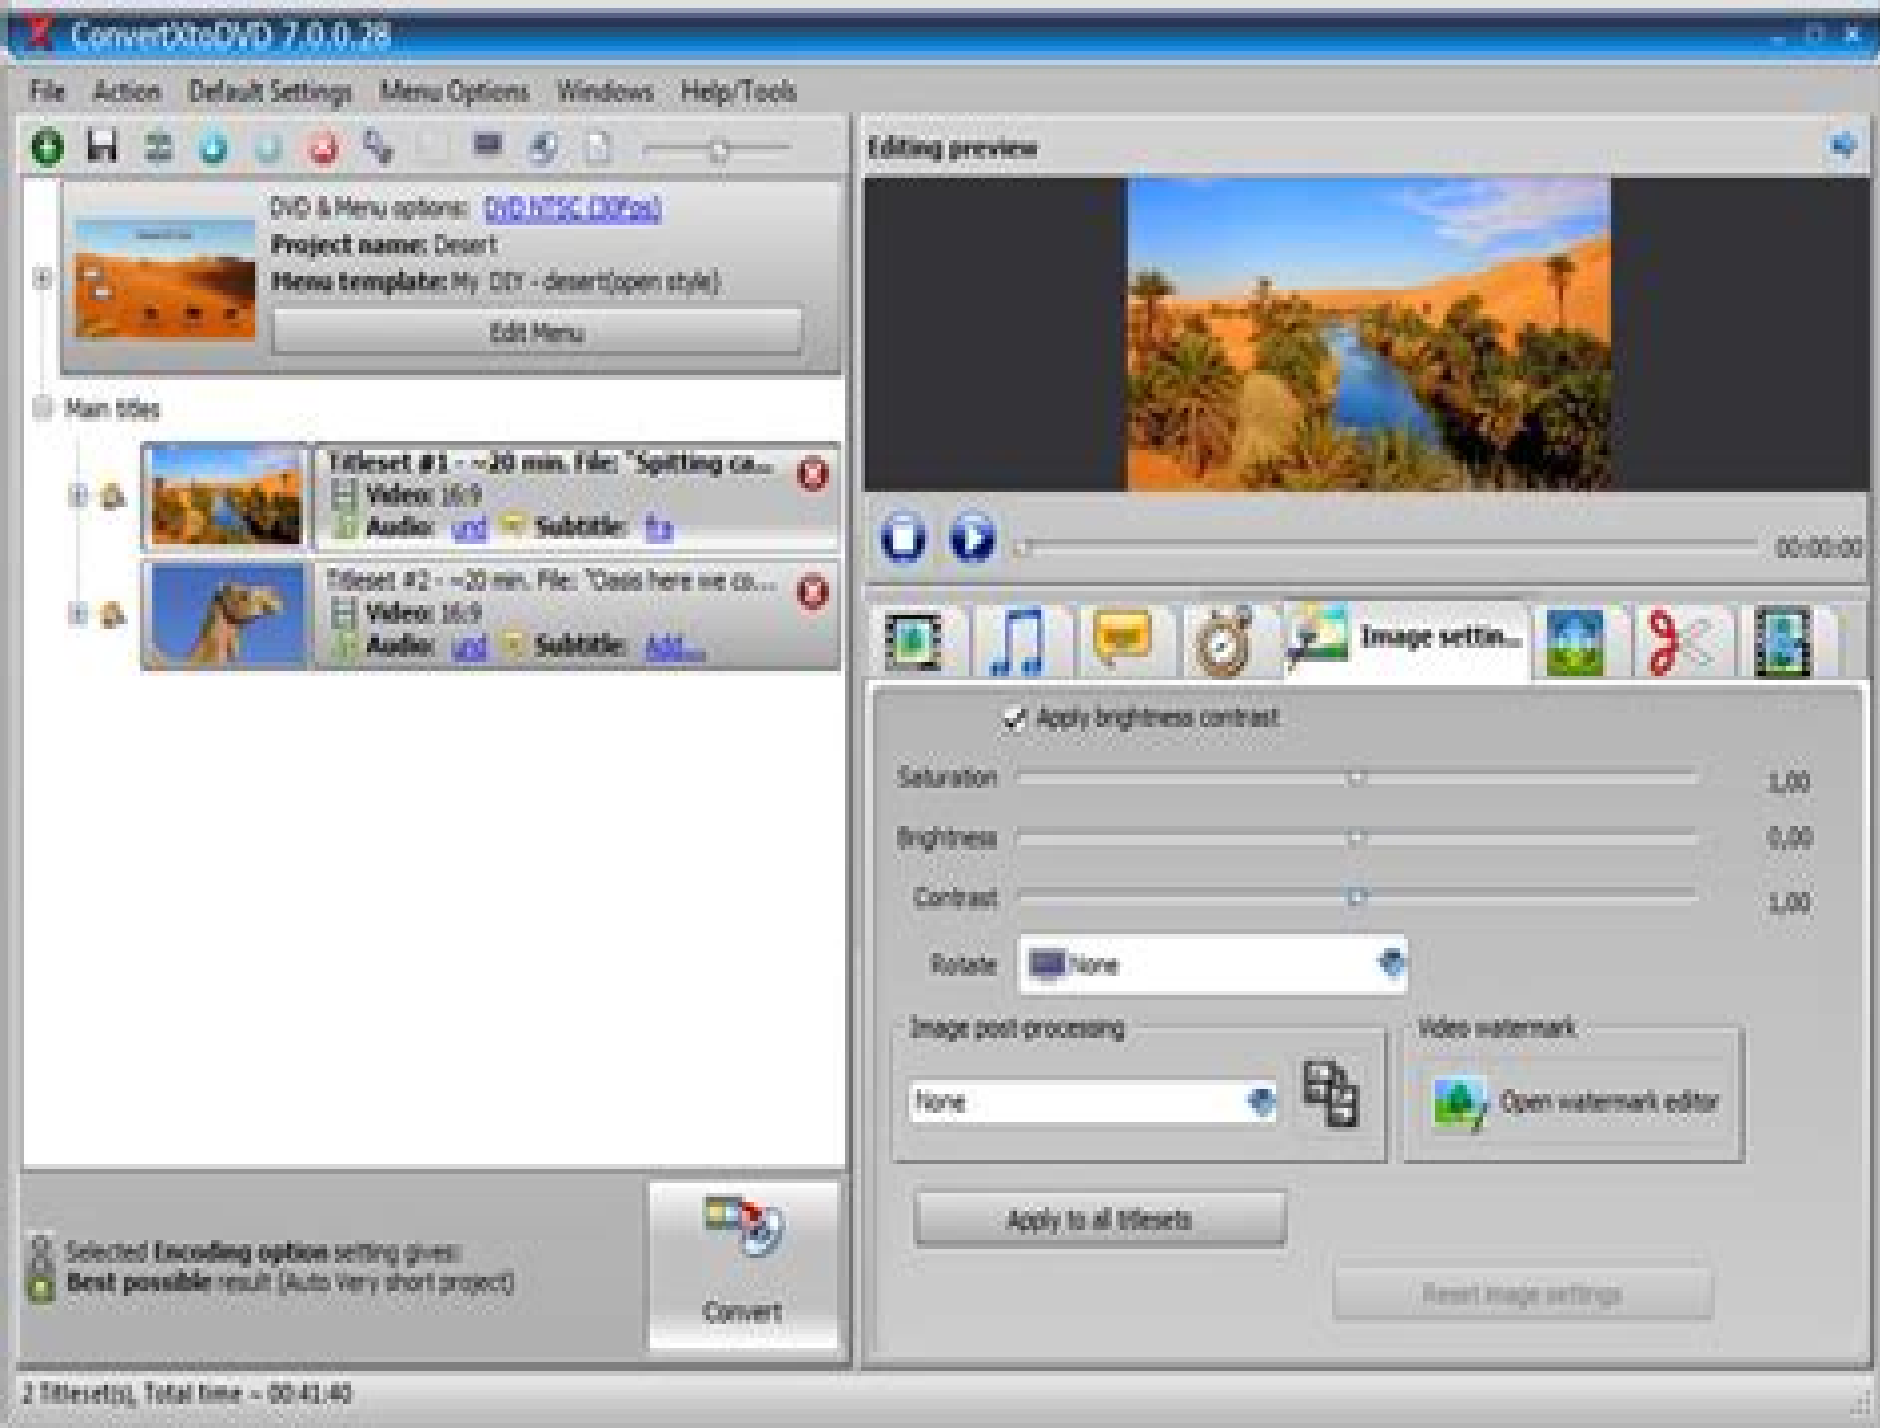 ConvertXtoDVD 7.0.0.28
File Action Default Settings Menu Options Windows Help/Tools
DVD & Menu options: DVD NTSC (30Fps)
Project name: Desert
Menu template: My DIY - desert(open style)
Edit Menu
Main titles
Titleset #1 - ~20 min. File: "Spitting ca...
Video: 16:9
Audio: und Subtitle: fra
Titleset #2 - ~20 min. File: "Oasis here we co...
Video: 16:9
Audio: und Subtitle: Add...
Selected Encoding option setting gives:
Best possible result (Auto Very short project)
Convert
2 Titleset(s), Total time ~ 00:41:40
Editing preview
00:00:00
Image settin...
Apply brightness contrast
Saturation 1,00
Brightness 0,00
Contrast 1,00
Rotate None
Image post-processing
None
Video watermark
Open watermark editor
Apply to all titlesets
Reset image settings